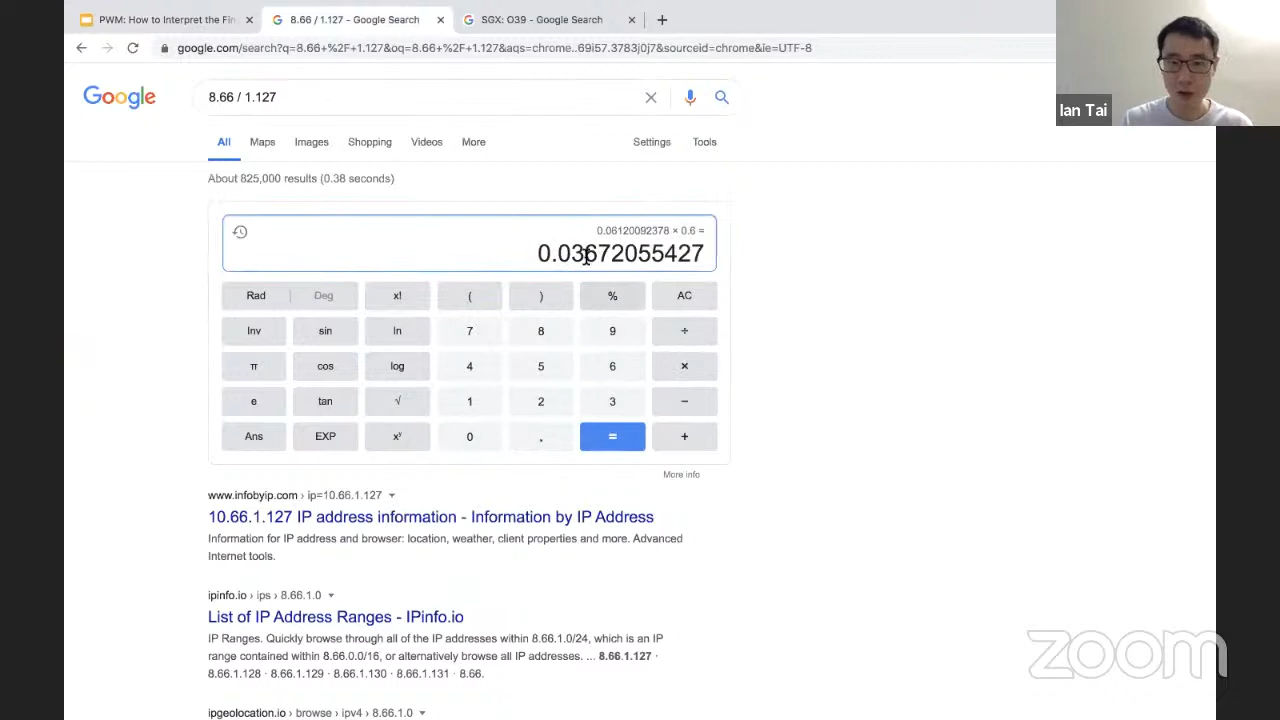 PWM: How to Interpret the Fin
8.66 / 1.127 - Google Search
SGX: O39 - Google Search
google.com/search?q=8.66+%2F+1.127&oq=8.66+%2F+1.127&aqs=chrome..69i57.3783j0j7&sourceid=chrome&ie=UTF-8
Ian Tai
Google
8.66 / 1.127
All Maps Images Shopping Videos More Settings Tools
About 825,000 results (0.38 seconds)
0.06120092378 × 0.6 =
0.03672055427
Rad Deg x! ( ) % AC
Inv sin ln 7 8 9 ÷
π cos log 4 5 6 ×
e tan √ 1 2 3 −
Ans EXP xʸ 0 . = +
More info
www.infobyip.com › ip=10.66.1.127
10.66.1.127 IP address information - Information by IP Address
Information for IP address and browser: location, weather, client properties and more. Advanced
Internet tools.
ipinfo.io › ips › 8.66.1.0
List of IP Address Ranges - IPinfo.io
IP Ranges. Quickly browse through all of the IP addresses within 8.66.1.0/24, which is an IP
range contained within 8.66.0.0/16, or alternatively browse all IP addresses. ... 8.66.1.127 ·
8.66.1.128 · 8.66.1.129 · 8.66.1.130 · 8.66.1.131 · 8.66.
zoom
ipgeolocation.io › browse › ipv4 › 8.66.1.0